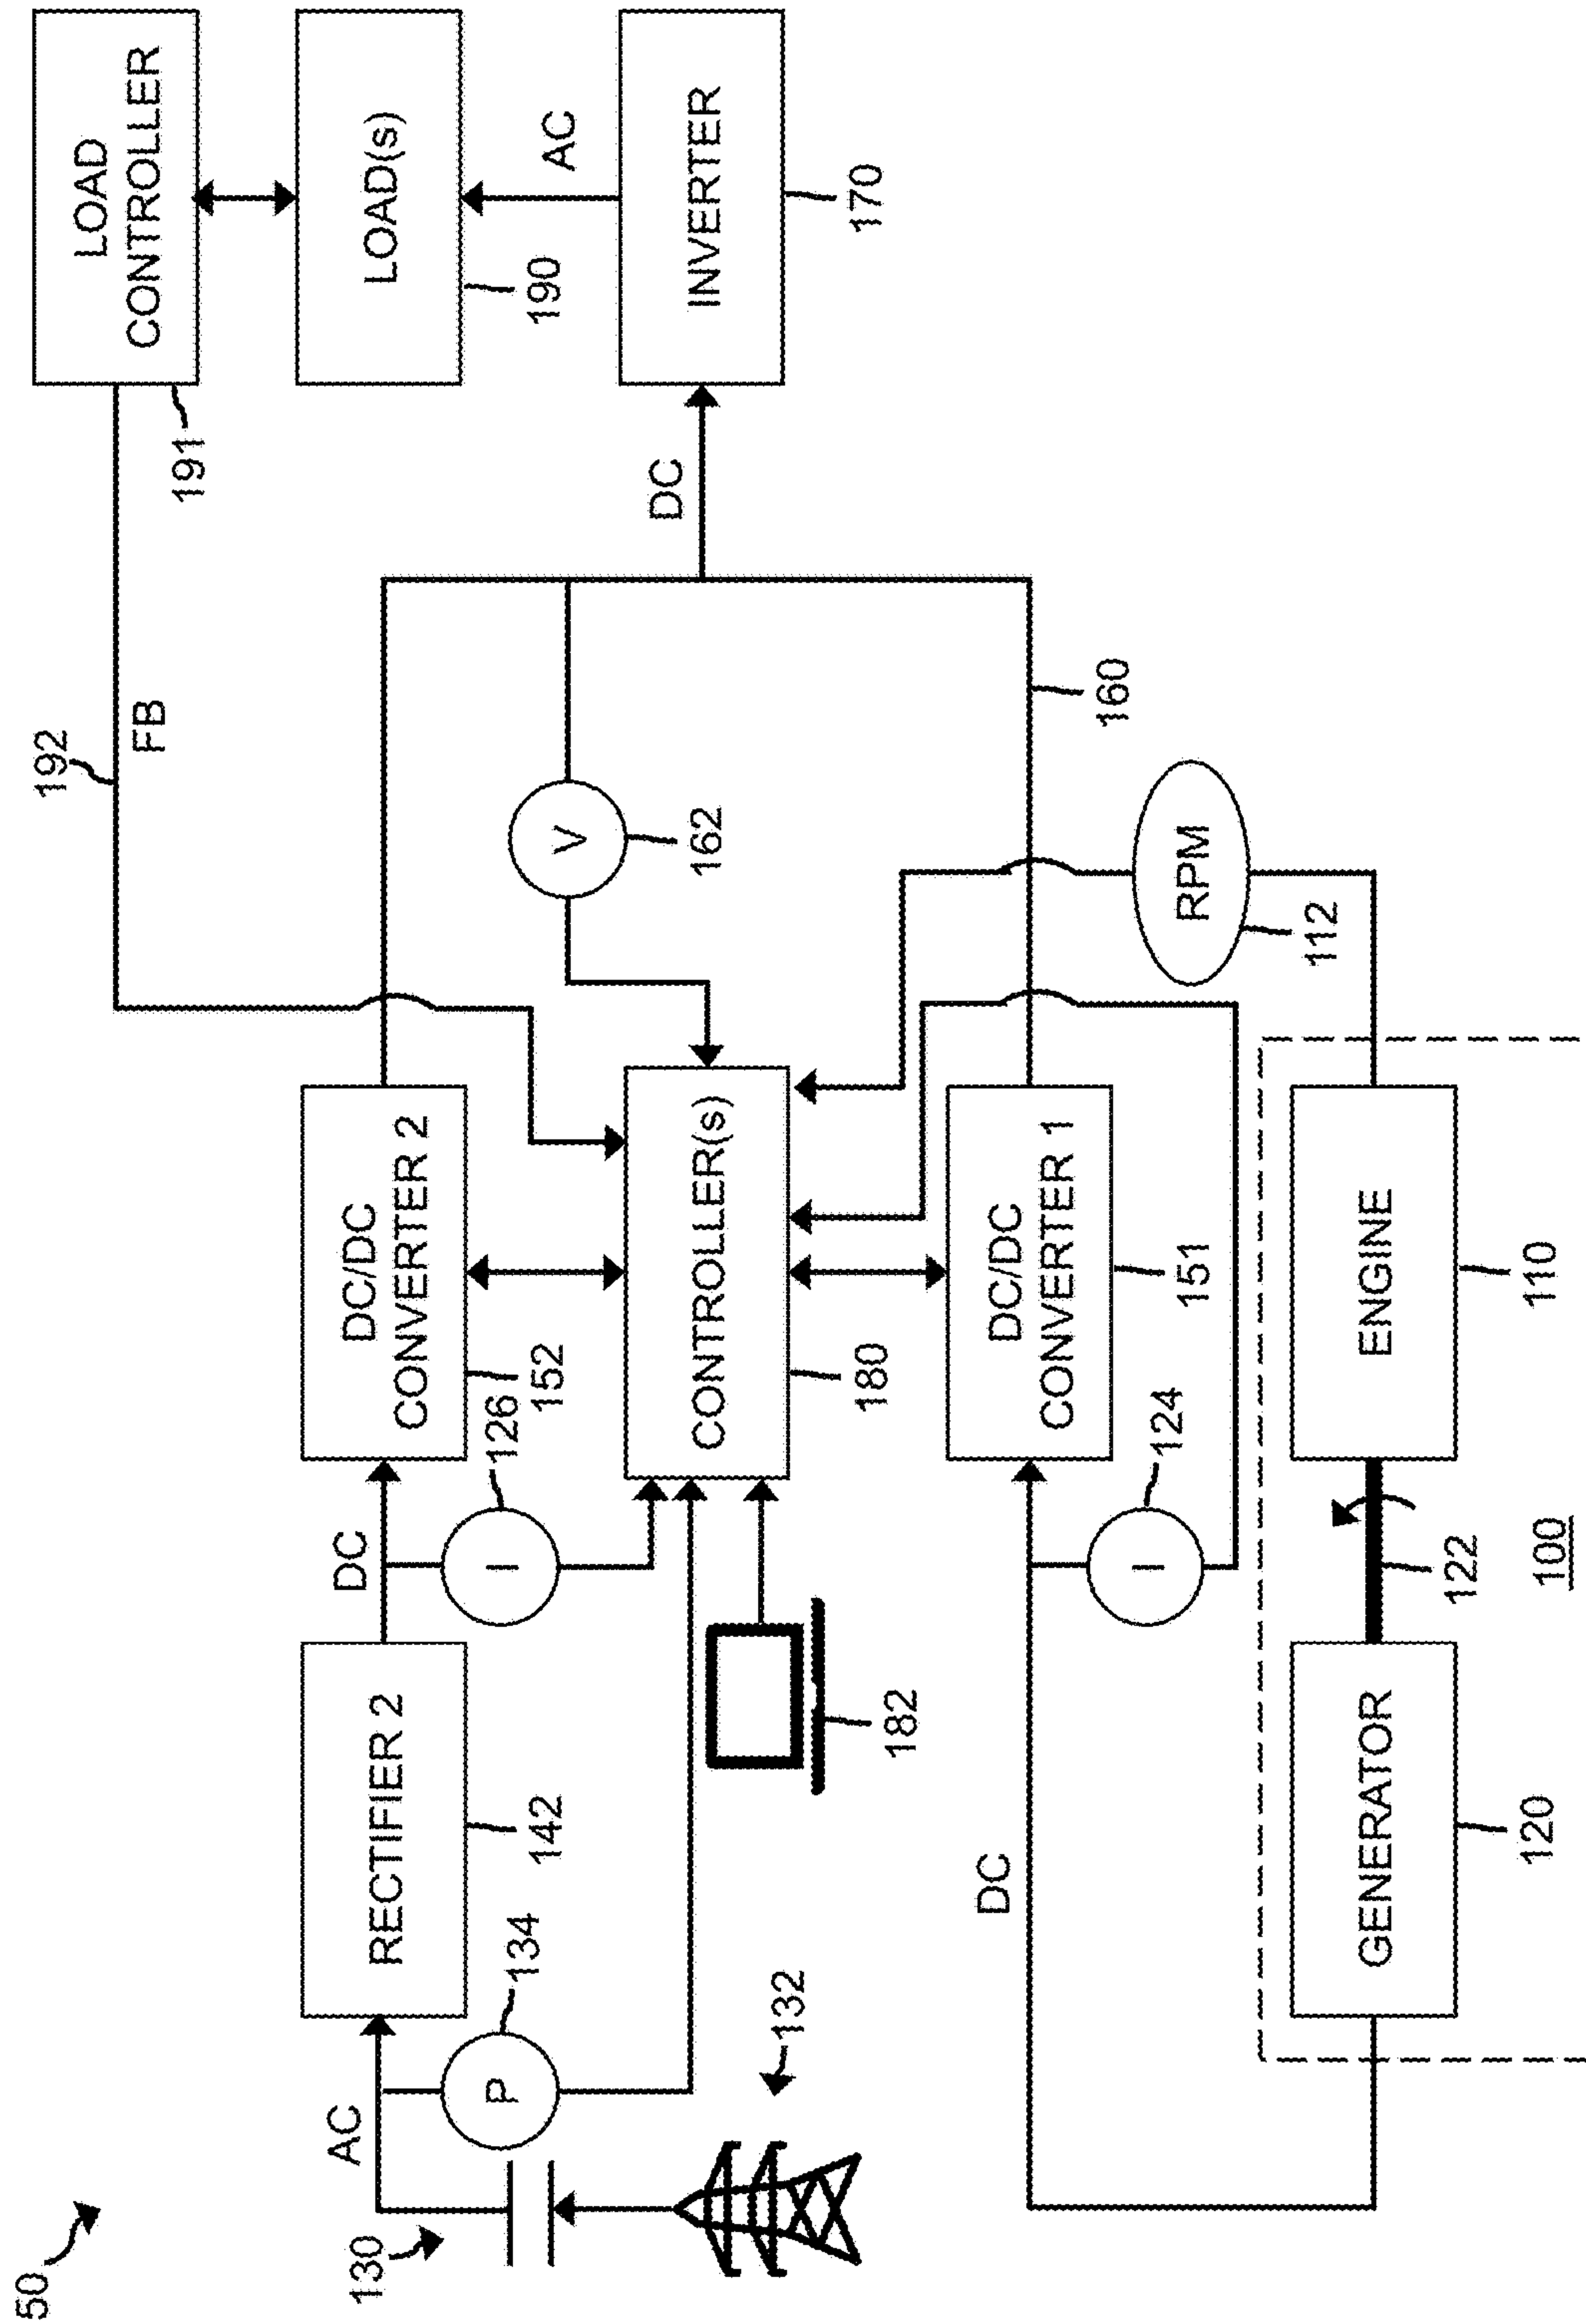 50
130
AC
132
P
134
RECTIFIER 2
142
DC
I
126
DC/DC
CONVERTER 2
152
192
FB
191
LOAD
CONTROLLER
LOAD(s)
190
AC
INVERTER
170
DC
V
162
CONTROLLER(s)
180
182
DC
DC/DC
CONVERTER 1
151
I
124
160
RPM
112
GENERATOR
120
122
100
ENGINE
110